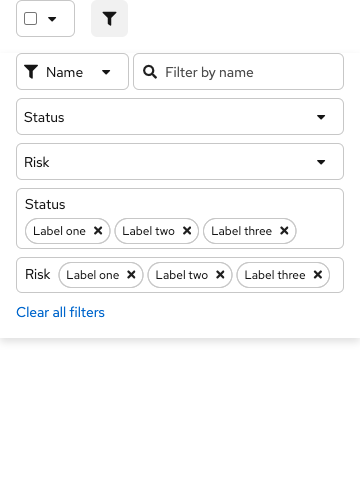 Name
Filter by name
Status
Risk
Status
Label one
Label two
Label three
Risk
Label one
Label two
Label three
Clear all filters